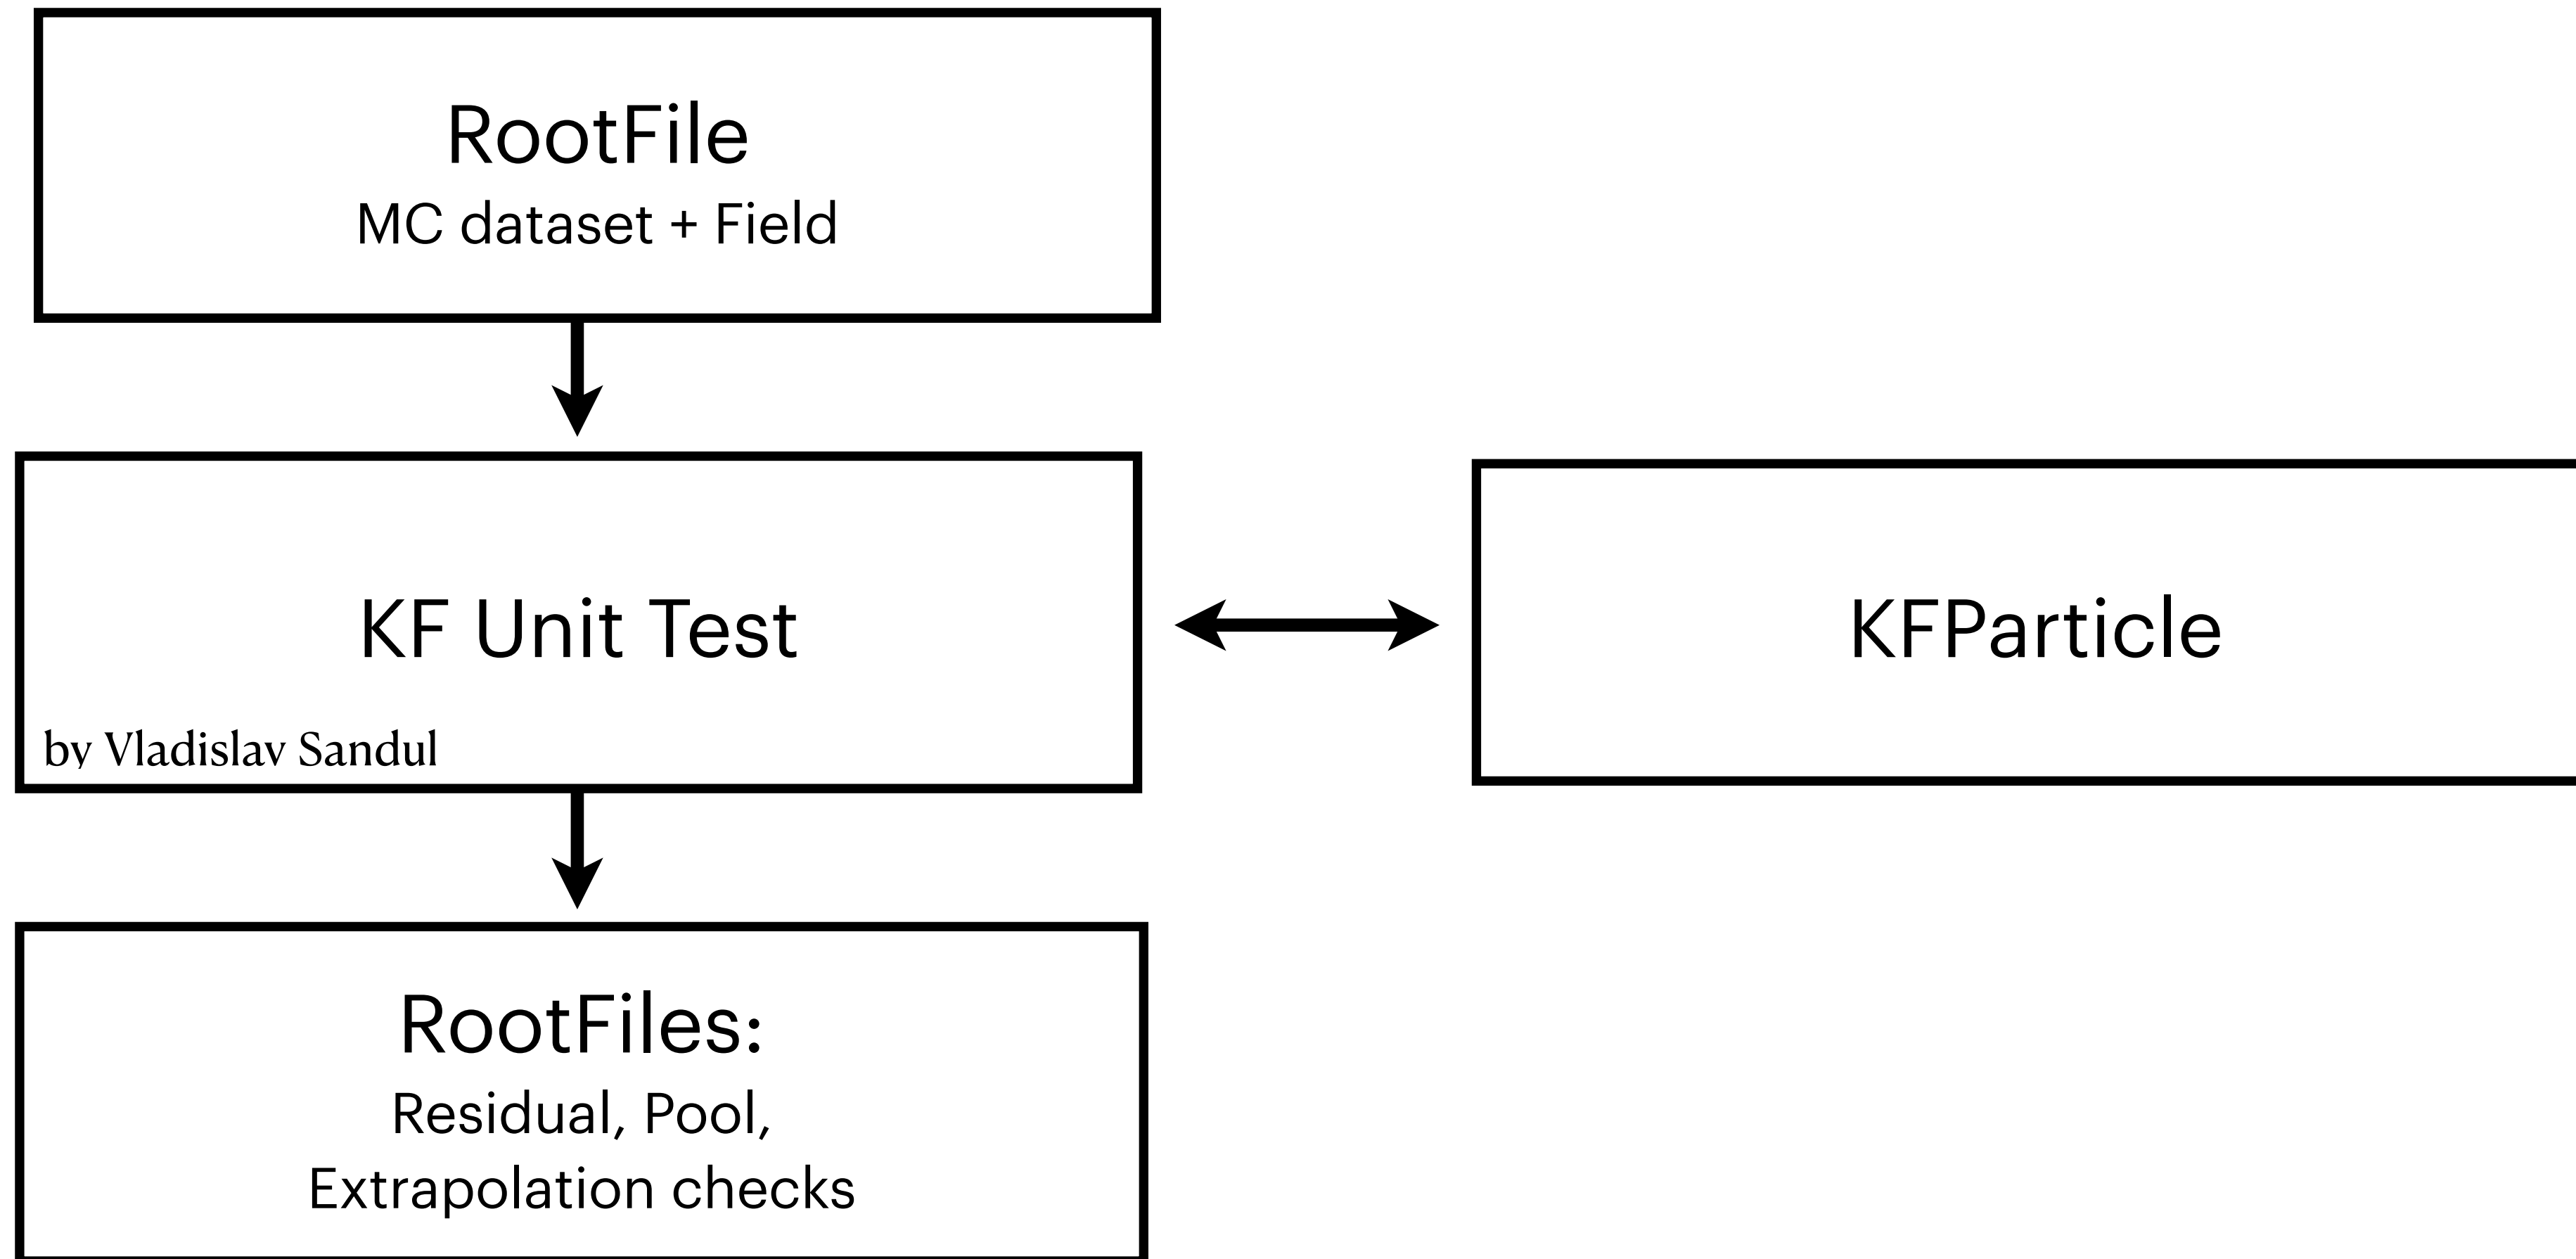 RootFile
MC dataset + Field
KF Unit Test
by Vladislav Sandul
KFParticle
RootFiles:
Residual, Pool,
Extrapolation checks